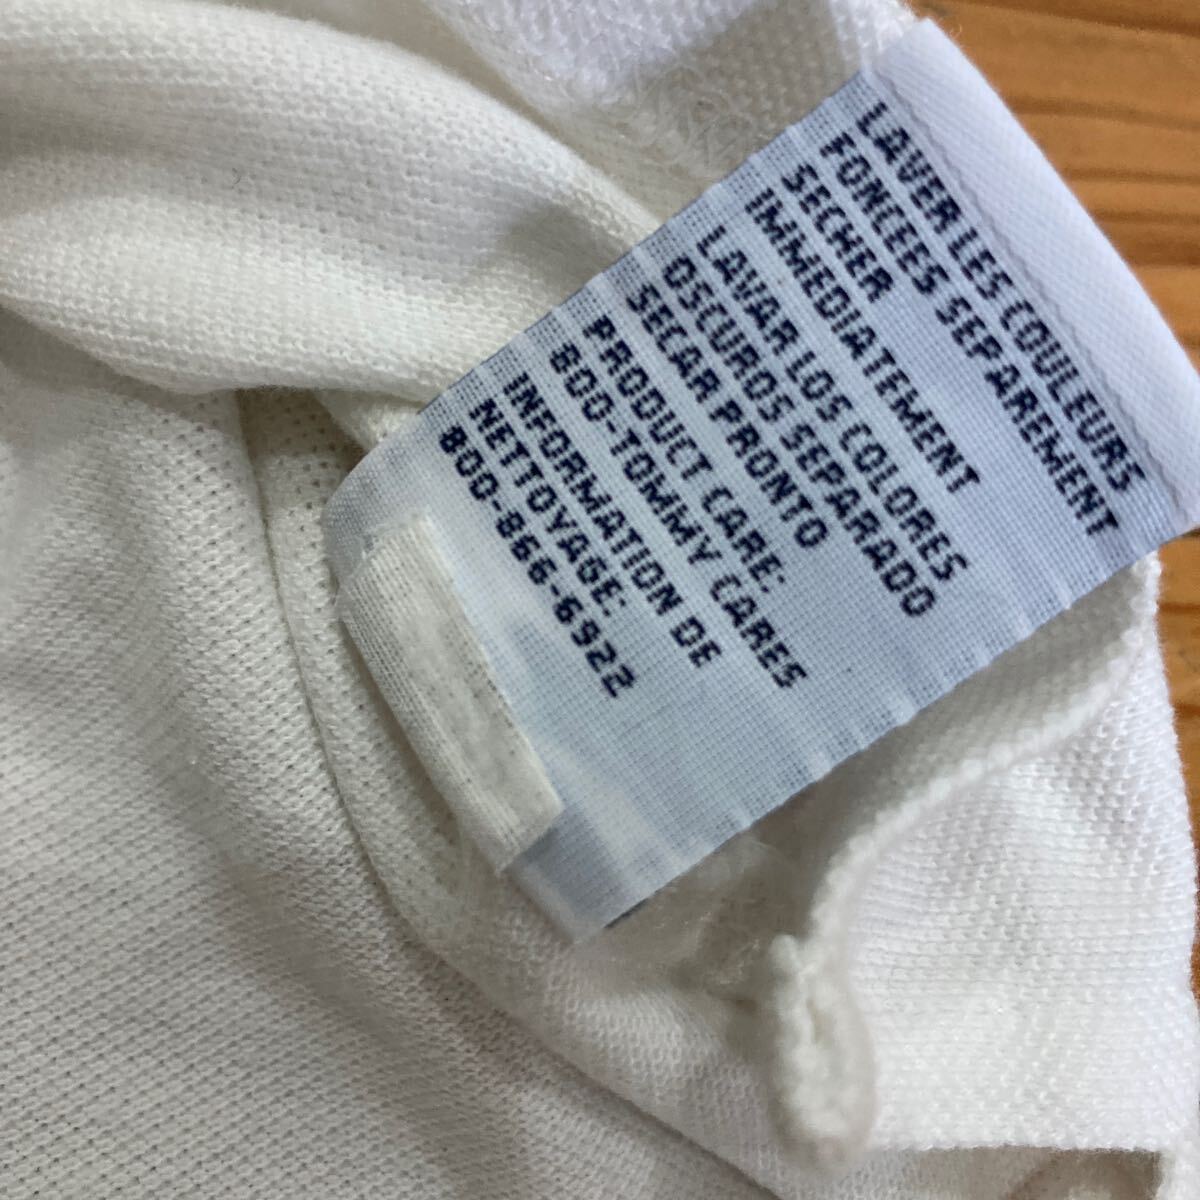 LAVER LES COULEURS
FONCEES SEPAREMENT
SECHER
IMMEDIATEMENT
LAVAR LOS COLORES
OSCUROS SEPARADO
SECAR PRONTO
PRODUCT CARE:
800-TOMMY CARES
INFORMATION DE
NETTOYAGE:
800-866-6922